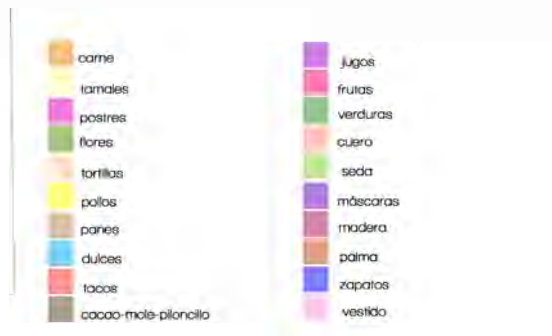 carne
tamales
postres
flores
tortillas
pollos
panes
dulces
tacos
cacao-mole-piloncillo
jugos
frutas
verduras
cuero
seda
máscaras
madera
palma
zapatos
vestido